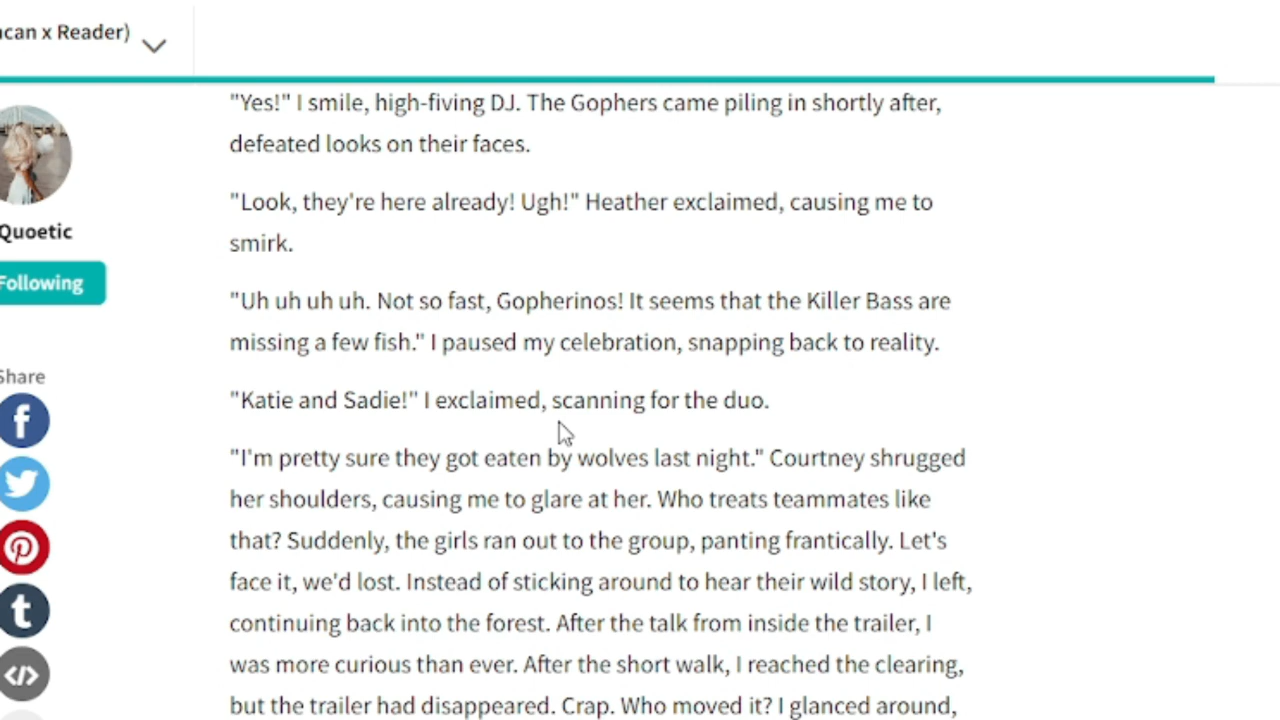 can x Reader)
"Yes!" I smile, high-fiving DJ. The Gophers came piling in shortly after,
defeated looks on their faces.
"Look, they're here already! Ugh!" Heather exclaimed, causing me to
smirk.
Quoetic
Following
"Uh uh uh uh. Not so fast, Gopherinos! It seems that the Killer Bass are
missing a few fish." I paused my celebration, snapping back to reality.
Share
"Katie and Sadie!" I exclaimed, scanning for the duo.
"I'm pretty sure they got eaten by wolves last night." Courtney shrugged
her shoulders, causing me to glare at her. Who treats teammates like
that? Suddenly, the girls ran out to the group, panting frantically. Let's
face it, we'd lost. Instead of sticking around to hear their wild story, I left,
continuing back into the forest. After the talk from inside the trailer, I
was more curious than ever. After the short walk, I reached the clearing,
but the trailer had disappeared. Crap. Who moved it? I glanced around,